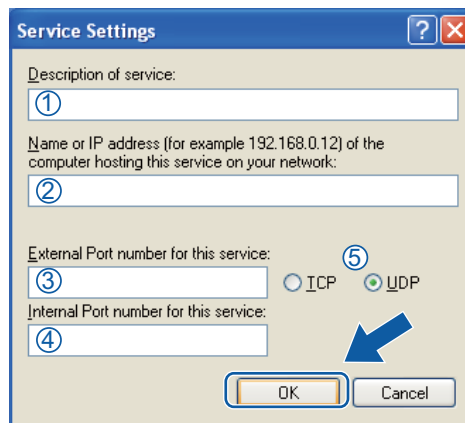 Service Settings
?
Description of service:
①
Name or IP address (for example 192.168.0.12) of the
computer hosting this service on your network:
②
External Port number for this service:
③ TCP ⑤ UDP
Internal Port number for this service:
④
OK Cancel